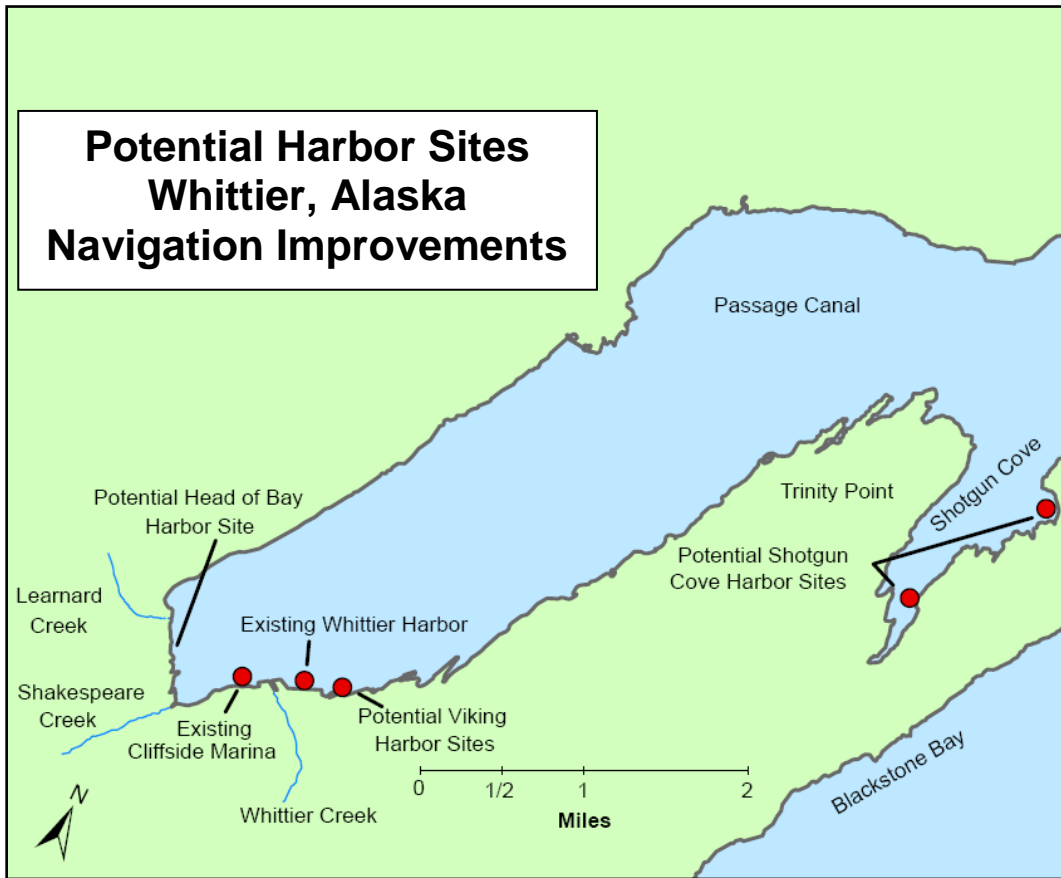 Potential Harbor Sites
Whittier, Alaska
Navigation Improvements
Passage Canal
Trinity Point
Shotgun Cove
Potential Head of Bay
Harbor Site
Potential Shotgun
Cove Harbor Sites
Learnard
Creek
Existing Whittier Harbor
Shakespeare
Creek
Existing
Cliffside Marina
Potential Viking
Harbor Sites
Blackstone Bay
0 1/2 1 2
Miles
Whittier Creek
N